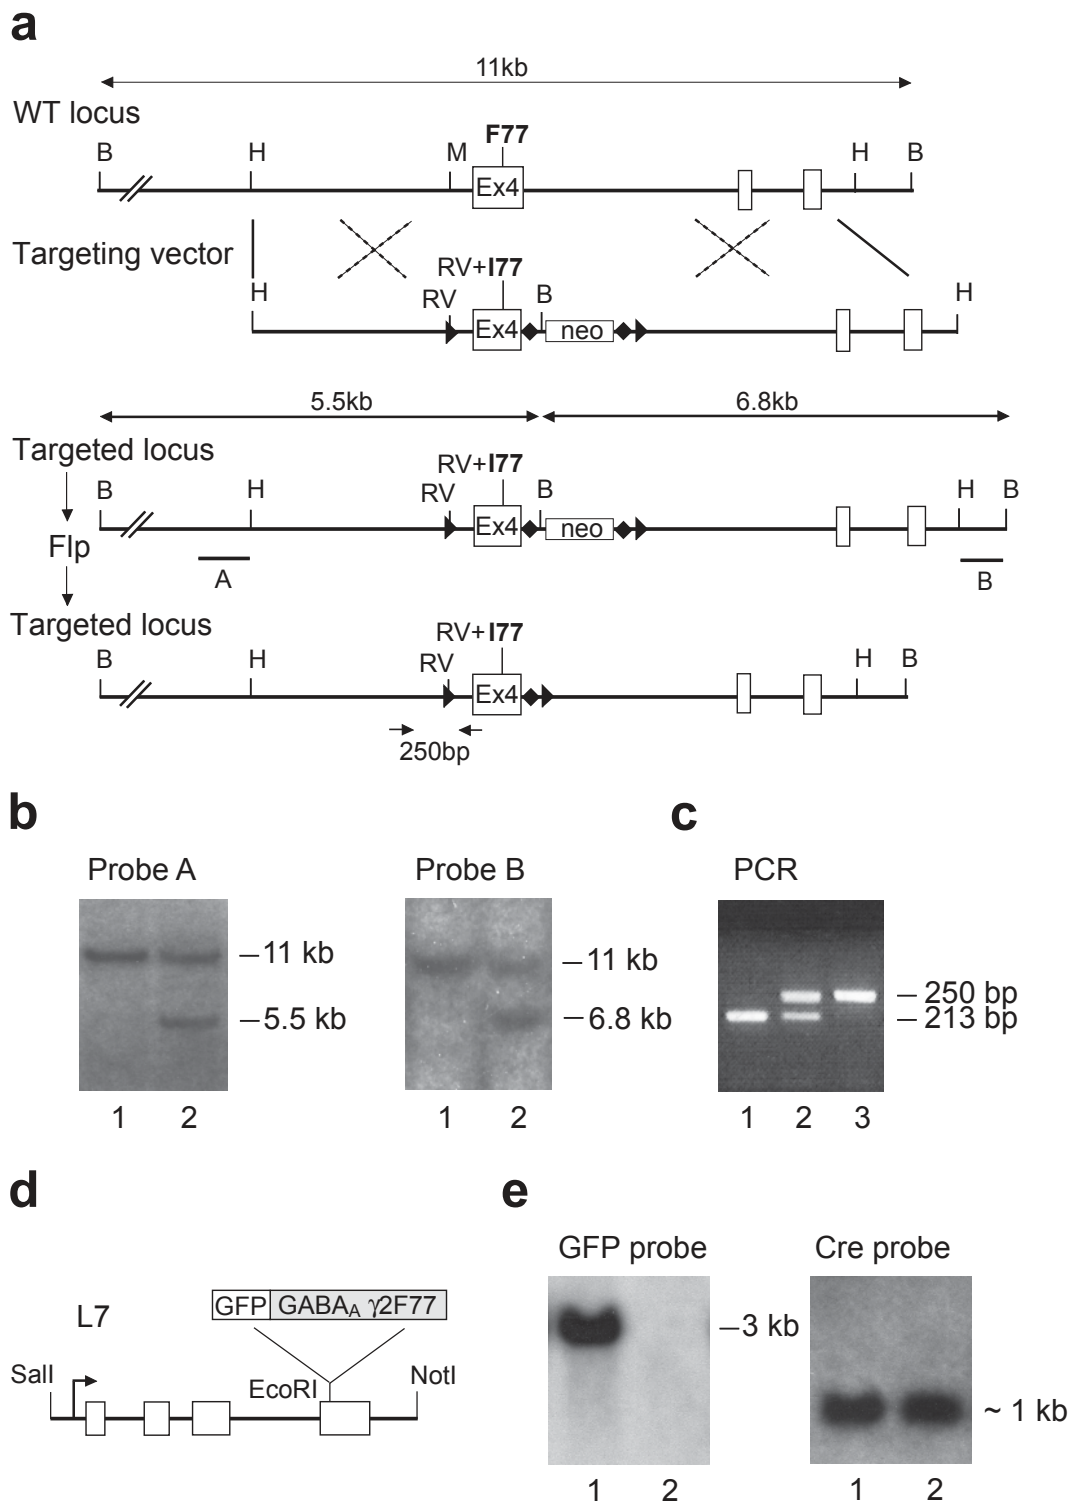 a
11kb
WT locus
F77
B H M H B
Ex4
Targeting vector
RV+I77
H RV B H
Ex4 neo
5.5kb 6.8kb
Targeted locus
RV+I77
B H RV B H B
Ex4 neo
Flp
A B
Targeted locus
RV+I77
B H RV H B
Ex4
250bp
b
Probe A Probe B
–11 kb –11 kb
–5.5 kb –6.8 kb
1 2 1 2
c
PCR
– 250 bp
– 213 bp
1 2 3
d
GFP GABAA γ2F77
L7
SalI EcoRI NotI
e
GFP probe Cre probe
–3 kb
~ 1 kb
1 2 1 2